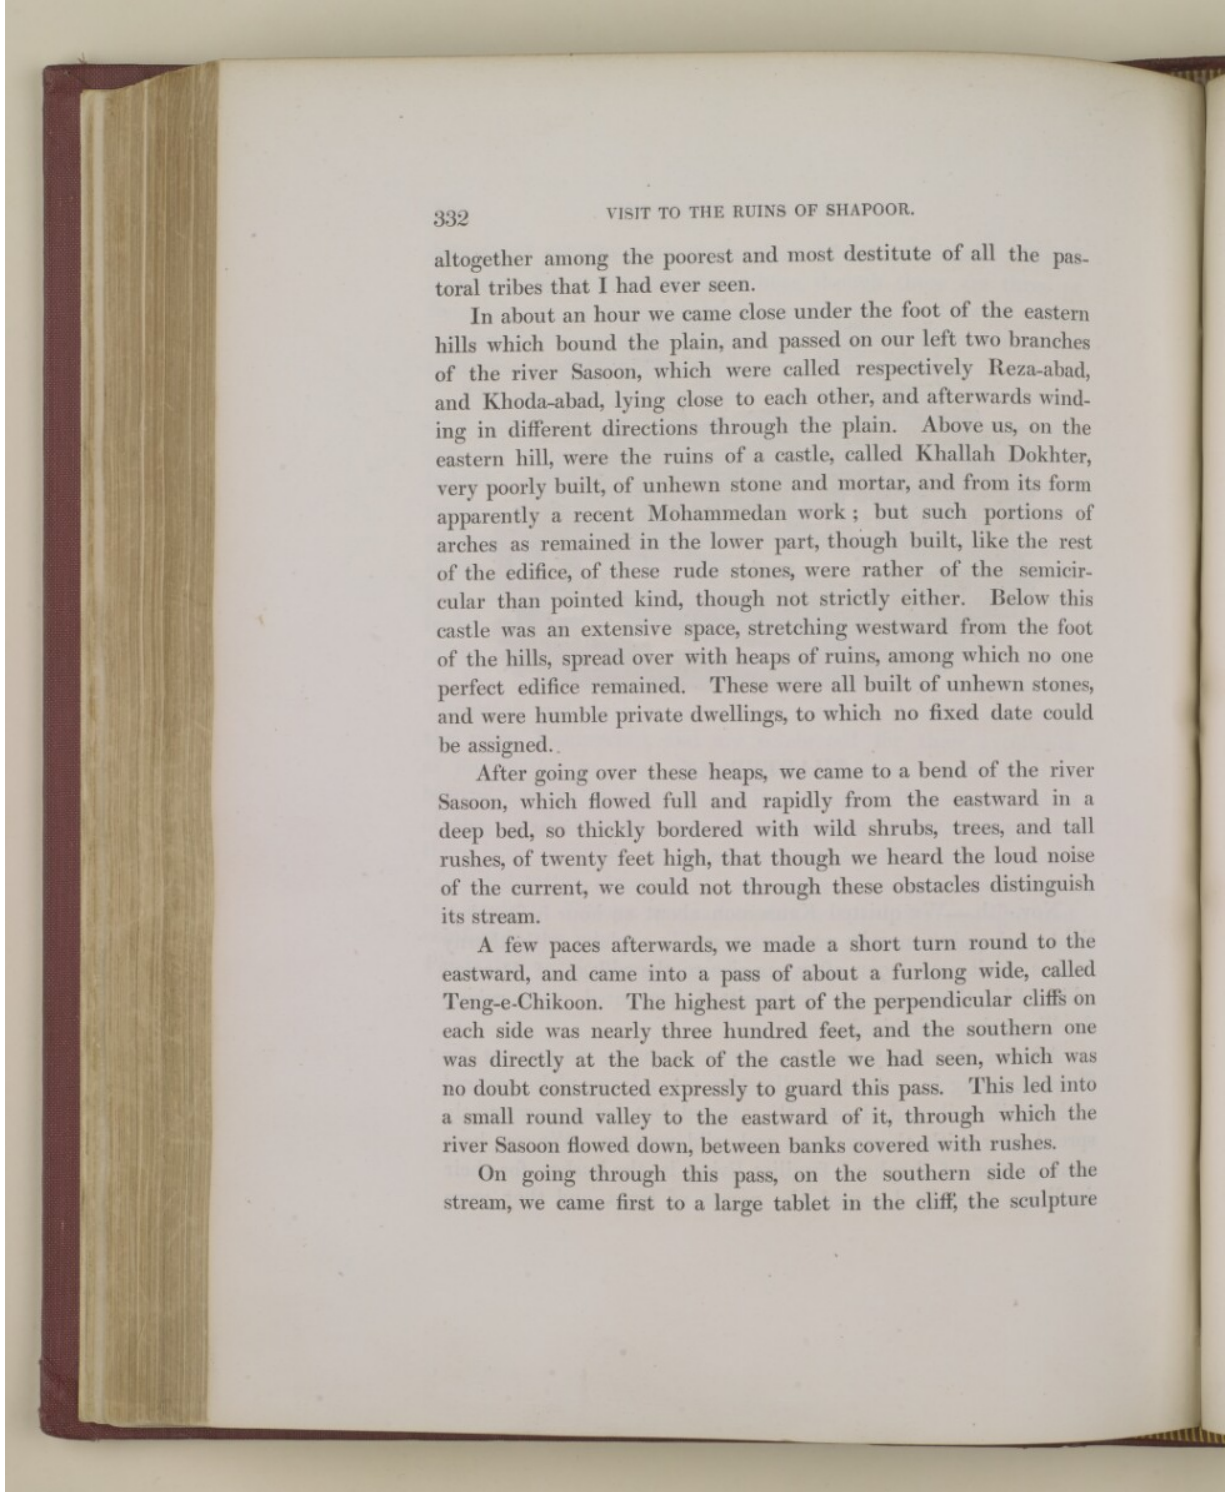 332 VISIT TO THE RUINS OF SHAPOOR.
altogether among the poorest and most destitute of all the pas-
toral tribes that I had ever seen.
In about an hour we came close under the foot of the eastern
hills which bound the plain, and passed on our left two branches
of the river Sasoon, which were called respectively Reza-abad,
and Khoda-abad, lying close to each other, and afterwards wind-
ing in different directions through the plain. Above us, on the
eastern hill, were the ruins of a castle, called Khallah Dokhter,
very poorly built, of unhewn stone and mortar, and from its form
apparently a recent Mohammedan work ; but such portions of
arches as remained in the lower part, though built, like the rest
of the edifice, of these rude stones, were rather of the semicir-
cular than pointed kind, though not strictly either. Below this
castle was an extensive space, stretching westward from the foot
of the hills, spread over with heaps of ruins, among which no one
perfect edifice remained. These were all built of unhewn stones,
and were humble private dwellings, to which no fixed date could
be assigned.
After going over these heaps, we came to a bend of the river
Sasoon, which flowed full and rapidly from the eastward in a
deep bed, so thickly bordered with wild shrubs, trees, and tall
rushes, of twenty feet high, that though we heard the loud noise
of the current, we could not through these obstacles distinguish
its stream.
A few paces afterwards, we made a short turn round to the
eastward, and came into a pass of about a furlong wide, called
Teng-e-Chikoon. The highest part of the perpendicular cliffs on
each side was nearly three hundred feet, and the southern one
was directly at the back of the castle we had seen, which was
no doubt constructed expressly to guard this pass. This led into
a small round valley to the eastward of it, through which the
river Sasoon flowed down, between banks covered with rushes.
On going through this pass, on the southern side of the
stream, we came first to a large tablet in the cliff, the sculpture